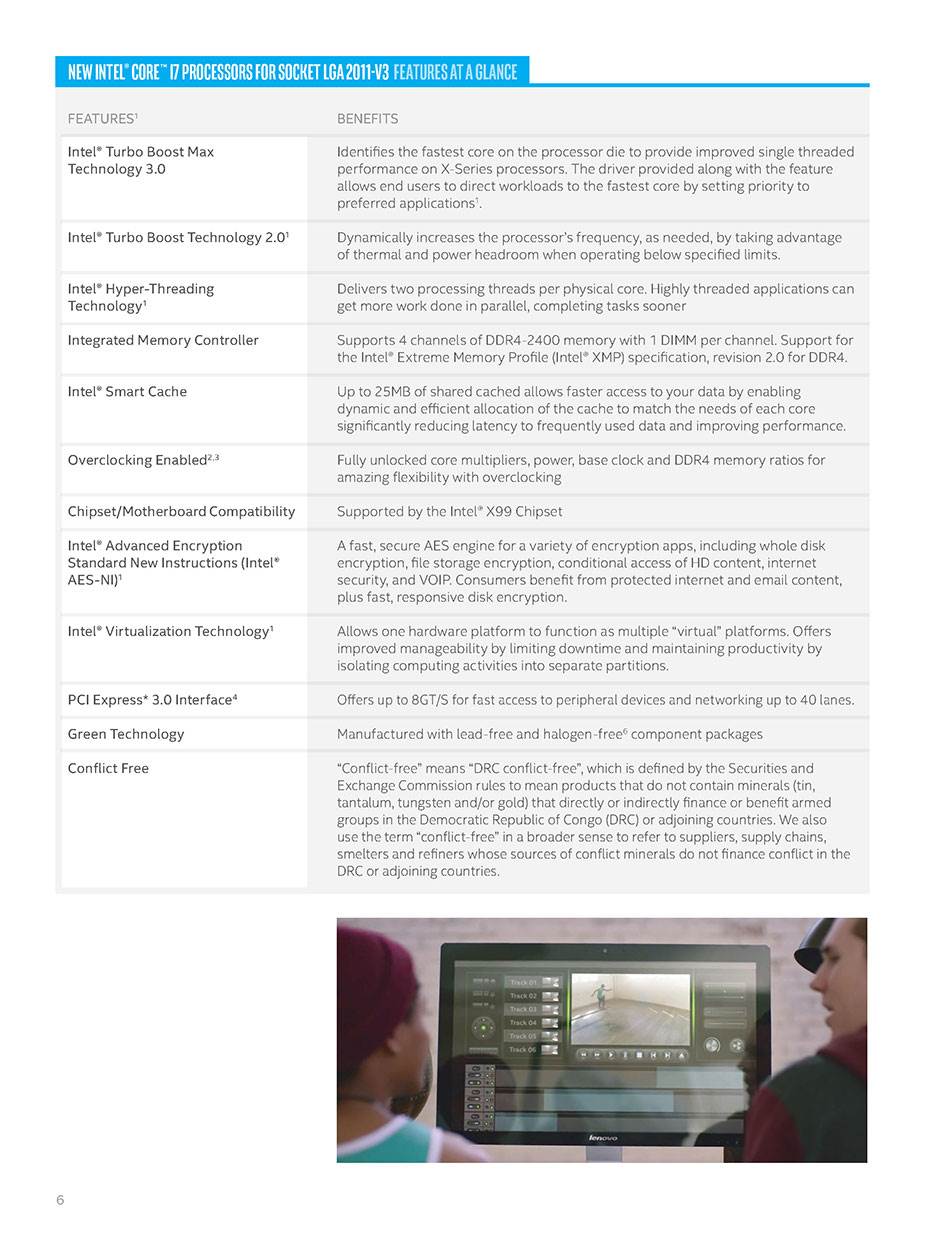 NEW INTEL® CORE™ I7 PROCESSORS FOR SOCKET LGA 2011-V3 FEATURES AT A GLANCE
FEATURES¹
BENEFITS
Intel® Turbo Boost Max
Technology 3.0
Identifies the fastest core on the processor die to provide improved single threaded
performance on X-Series processors. The driver provided along with the feature
allows end users to direct workloads to the fastest core by setting priority to
preferred applications¹.
Intel® Turbo Boost Technology 2.0¹
Dynamically increases the processor’s frequency, as needed, by taking advantage
of thermal and power headroom when operating below specified limits.
Intel® Hyper-Threading
Technology¹
Delivers two processing threads per physical core. Highly threaded applications can
get more work done in parallel, completing tasks sooner
Integrated Memory Controller
Supports 4 channels of DDR4-2400 memory with 1 DIMM per channel. Support for
the Intel® Extreme Memory Profile (Intel® XMP) specification, revision 2.0 for DDR4.
Intel® Smart Cache
Up to 25MB of shared cached allows faster access to your data by enabling
dynamic and efficient allocation of the cache to match the needs of each core
significantly reducing latency to frequently used data and improving performance.
Overclocking Enabled²,³
Fully unlocked core multipliers, power, base clock and DDR4 memory ratios for
amazing flexibility with overclocking
Chipset/Motherboard Compatibility
Supported by the Intel® X99 Chipset
Intel® Advanced Encryption
Standard New Instructions (Intel®
AES-NI)¹
A fast, secure AES engine for a variety of encryption apps, including whole disk
encryption, file storage encryption, conditional access of HD content, internet
security, and VOIP. Consumers benefit from protected internet and email content,
plus fast, responsive disk encryption.
Intel® Virtualization Technology¹
Allows one hardware platform to function as multiple “virtual” platforms. Offers
improved manageability by limiting downtime and maintaining productivity by
isolating computing activities into separate partitions.
PCI Express* 3.0 Interface⁴
Offers up to 8GT/S for fast access to peripheral devices and networking up to 40 lanes.
Green Technology
Manufactured with lead-free and halogen-free⁶ component packages
Conflict Free
“Conflict-free” means “DRC conflict-free”, which is defined by the Securities and
Exchange Commission rules to mean products that do not contain minerals (tin,
tantalum, tungsten and/or gold) that directly or indirectly finance or benefit armed
groups in the Democratic Republic of Congo (DRC) or adjoining countries. We also
use the term “conflict-free” in a broader sense to refer to suppliers, supply chains,
smelters and refiners whose sources of conflict minerals do not finance conflict in the
DRC or adjoining countries.
Track 01
Track 02
Track 03
Track 04
Track 05
Track 06
lenovo
6